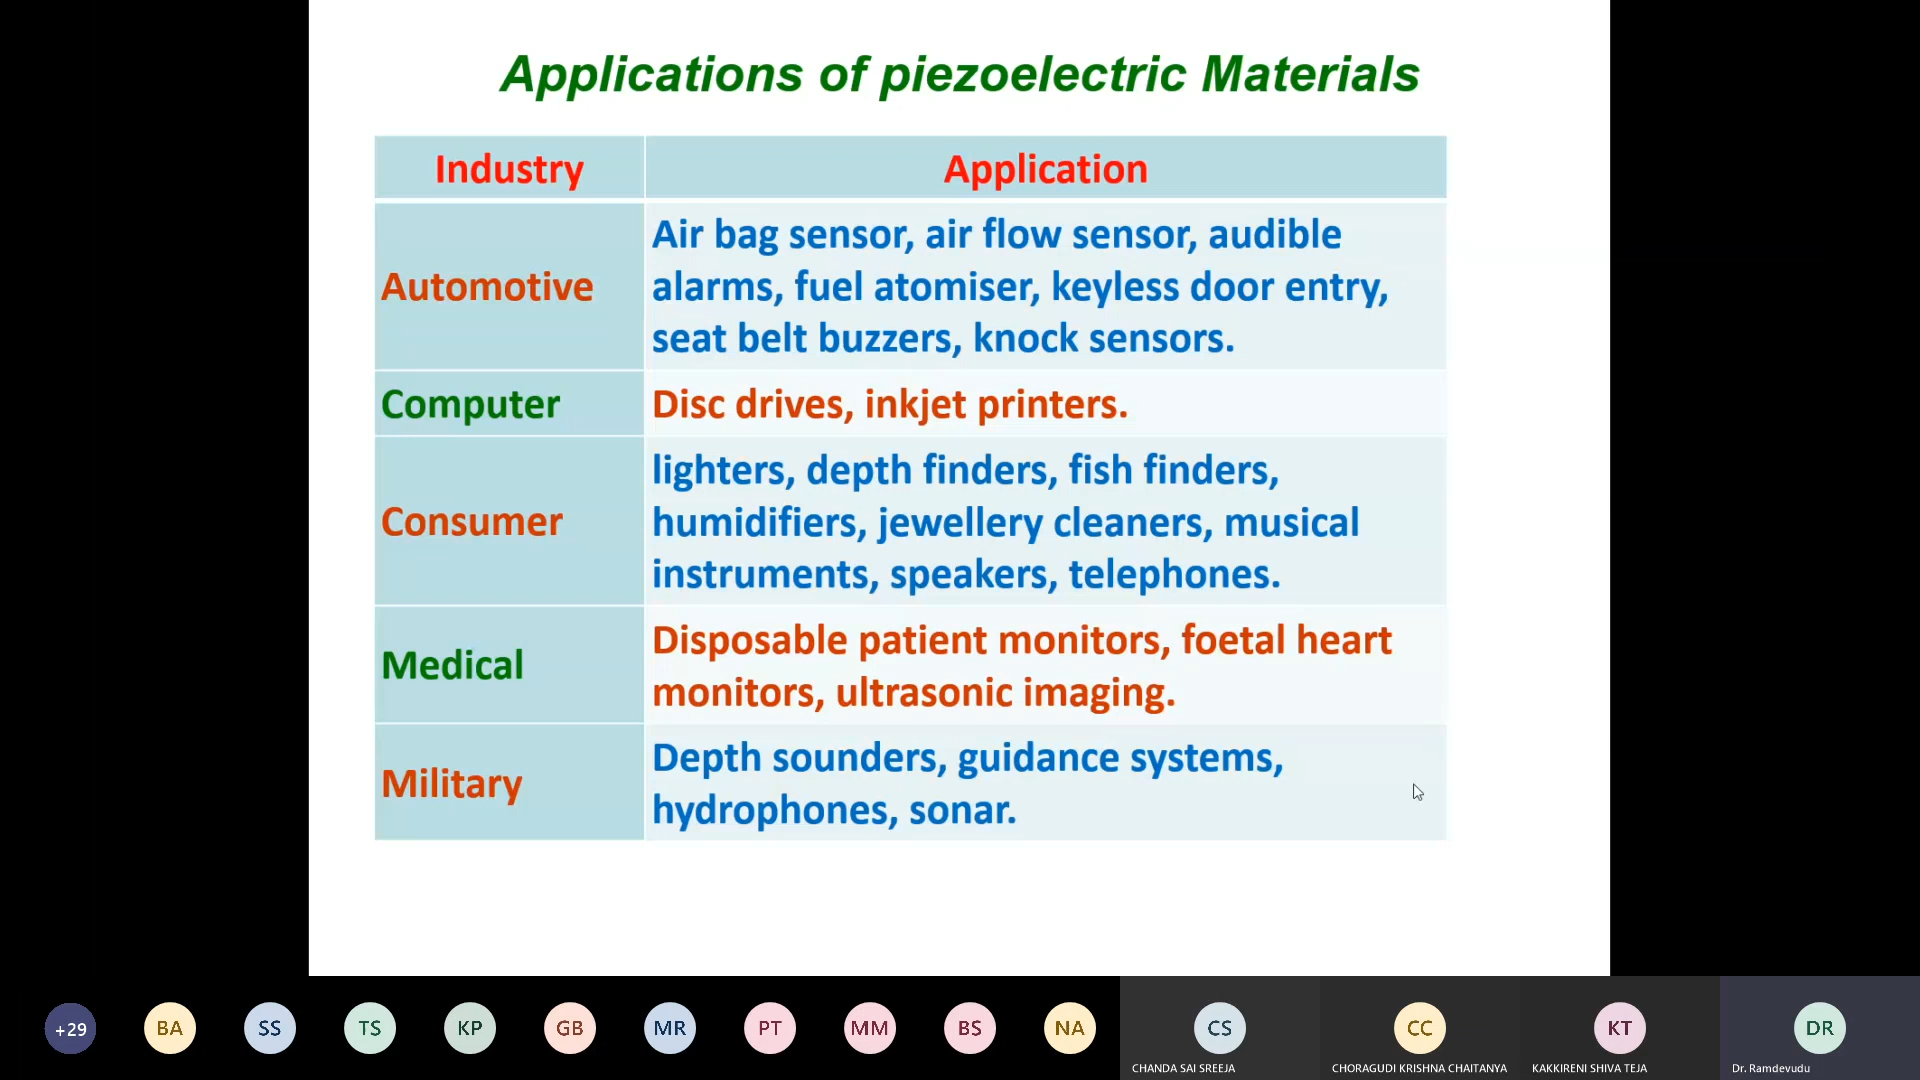 Applications of piezoelectric Materials
Industry
Application
Automotive
Air bag sensor, air flow sensor, audible
alarms, fuel atomiser, keyless door entry,
seat belt buzzers, knock sensors.
Computer
Disc drives, inkjet printers.
Consumer
lighters, depth finders, fish finders,
humidifiers, jewellery cleaners, musical
instruments, speakers, telephones.
Medical
Disposable patient monitors, foetal heart
monitors, ultrasonic imaging.
Military
Depth sounders, guidance systems,
hydrophones, sonar.
+29
BA
SS
TS
KP
GB
MR
PT
MM
BS
NA
CS
CC
KT
DR
CHANDA SAI SREEJA
CHORAGUDI KRISHNA CHAITANYA
KAKKIRENI SHIVA TEJA
Dr. Ramdevudu